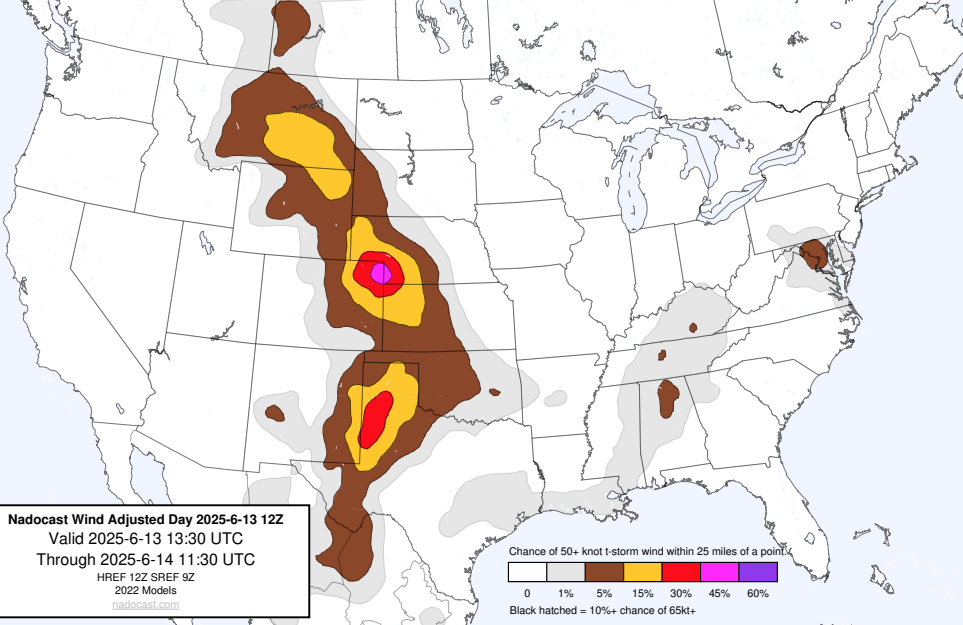 Nadocast Wind Adjusted Day 2025-6-13 12Z
Valid 2025-6-13 13:30 UTC
Through 2025-6-14 11:30 UTC
HREF 12Z SREF 9Z
2022 Models
nadocast.com
Chance of 50+ knot t-storm wind within 25 miles of a point.
0 1% 5% 15% 30% 45% 60%
Black hatched = 10%+ chance of 65kt+